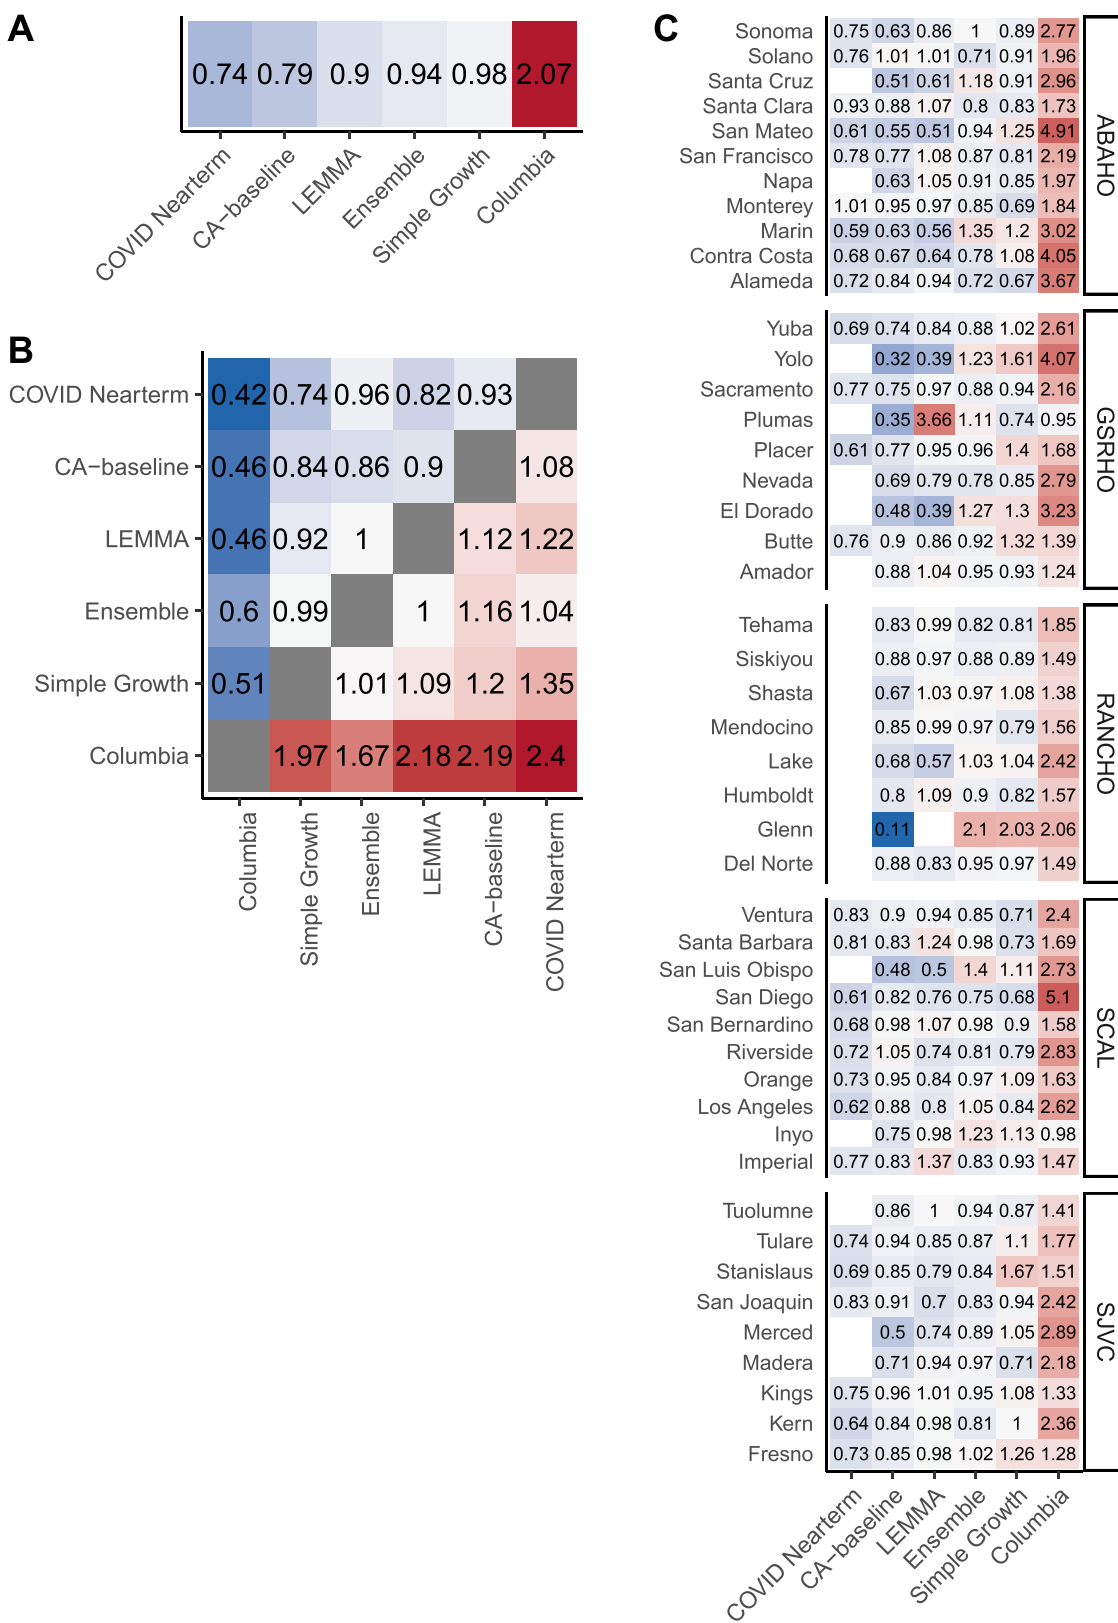 A
0.74 0.79 0.9 0.94 0.98 2.07
COVID Nearterm
CA−baseline
LEMMA
Ensemble
Simple Growth
Columbia
B
COVID Nearterm 0.42 0.74 0.96 0.82 0.93
CA−baseline 0.46 0.84 0.86 0.9 1.08
LEMMA 0.46 0.92 1 1.12 1.22
Ensemble 0.6 0.99 1 1.16 1.04
Simple Growth 0.51 1.01 1.09 1.2 1.35
Columbia 1.97 1.67 2.18 2.19 2.4
Columbia
Simple Growth
Ensemble
LEMMA
CA−baseline
COVID Nearterm
C
Sonoma 0.75 0.63 0.86 1 0.89 2.77
Solano 0.76 1.01 1.01 0.71 0.91 1.96
Santa Cruz 0.51 0.61 1.18 0.91 2.96
Santa Clara 0.93 0.88 1.07 0.8 0.83 1.73
San Mateo 0.61 0.55 0.51 0.94 1.25 4.91
San Francisco 0.78 0.77 1.08 0.87 0.81 2.19
Napa 0.63 1.05 0.91 0.85 1.97
Monterey 1.01 0.95 0.97 0.85 0.69 1.84
Marin 0.59 0.63 0.56 1.35 1.2 3.02
Contra Costa 0.68 0.67 0.64 0.78 1.08 4.05
Alameda 0.72 0.84 0.94 0.72 0.67 3.67
ABAHO
Yuba 0.69 0.74 0.84 0.88 1.02 2.61
Yolo 0.32 0.39 1.23 1.61 4.07
Sacramento 0.77 0.75 0.97 0.88 0.94 2.16
Plumas 0.35 3.66 1.11 0.74 0.95
Placer 0.61 0.77 0.95 0.96 1.4 1.68
Nevada 0.69 0.79 0.78 0.85 2.79
El Dorado 0.48 0.39 1.27 1.3 3.23
Butte 0.76 0.9 0.86 0.92 1.32 1.39
Amador 0.88 1.04 0.95 0.93 1.24
GSRHO
Tehama 0.83 0.99 0.82 0.81 1.85
Siskiyou 0.88 0.97 0.88 0.89 1.49
Shasta 0.67 1.03 0.97 1.08 1.38
Mendocino 0.85 0.99 0.97 0.79 1.56
Lake 0.68 0.57 1.03 1.04 2.42
Humboldt 0.8 1.09 0.9 0.82 1.57
Glenn 0.11 2.1 2.03 2.06
Del Norte 0.88 0.83 0.95 0.97 1.49
RANCHO
Ventura 0.83 0.9 0.94 0.85 0.71 2.4
Santa Barbara 0.81 0.83 1.24 0.98 0.73 1.69
San Luis Obispo 0.48 0.5 1.4 1.11 2.73
San Diego 0.61 0.82 0.76 0.75 0.68 5.1
San Bernardino 0.68 0.98 1.07 0.98 0.9 1.58
Riverside 0.72 1.05 0.74 0.81 0.79 2.83
Orange 0.73 0.95 0.84 0.97 1.09 1.63
Los Angeles 0.62 0.88 0.8 1.05 0.84 2.62
Inyo 0.75 0.98 1.23 1.13 0.98
Imperial 0.77 0.83 1.37 0.83 0.93 1.47
SCAL
Tuolumne 0.86 1 0.94 0.87 1.41
Tulare 0.74 0.94 0.85 0.87 1.1 1.77
Stanislaus 0.69 0.85 0.79 0.84 1.67 1.51
San Joaquin 0.83 0.91 0.7 0.83 0.94 2.42
Merced 0.5 0.74 0.89 1.05 2.89
Madera 0.71 0.94 0.97 0.71 2.18
Kings 0.75 0.96 1.01 0.95 1.08 1.33
Kern 0.64 0.84 0.98 0.81 1 2.36
Fresno 0.73 0.85 0.98 1.02 1.26 1.28
SJVC
COVID Nearterm
CA−baseline
LEMMA
Ensemble
Simple Growth
Columbia